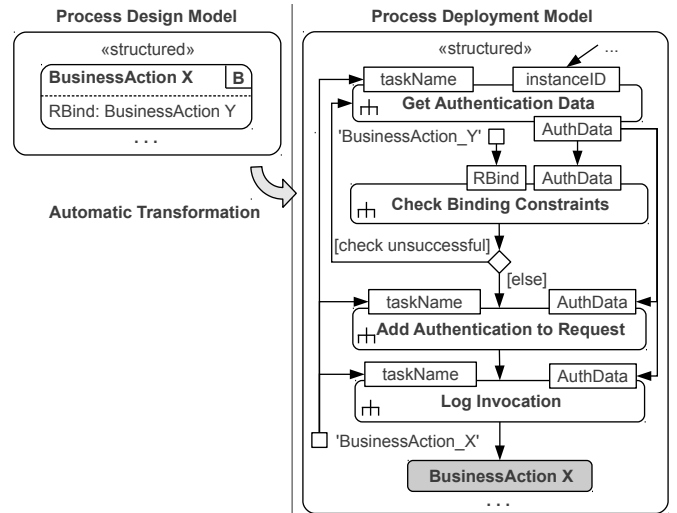 Process Design Model
«structured»
BusinessAction X
B
RBind: BusinessAction Y
. . .
Automatic Transformation
Process Deployment Model
«structured»
...
taskName
instanceID
Get Authentication Data
'BusinessAction_Y'
AuthData
RBind
AuthData
Check Binding Constraints
[check unsuccessful]
[else]
taskName
AuthData
Add Authentication to Request
taskName
AuthData
Log Invocation
'BusinessAction_X'
BusinessAction X
. . .